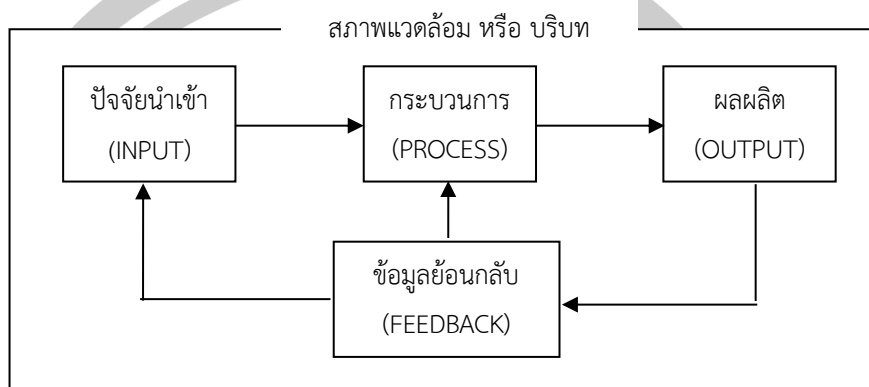 สภาพแวดล้อม หรือ บริบท
ปัจจัยนำเข้า
(INPUT)
กระบวนการ
(PROCESS)
ผลผลิต
(OUTPUT)
ข้อมูลย้อนกลับ
(FEEDBACK)